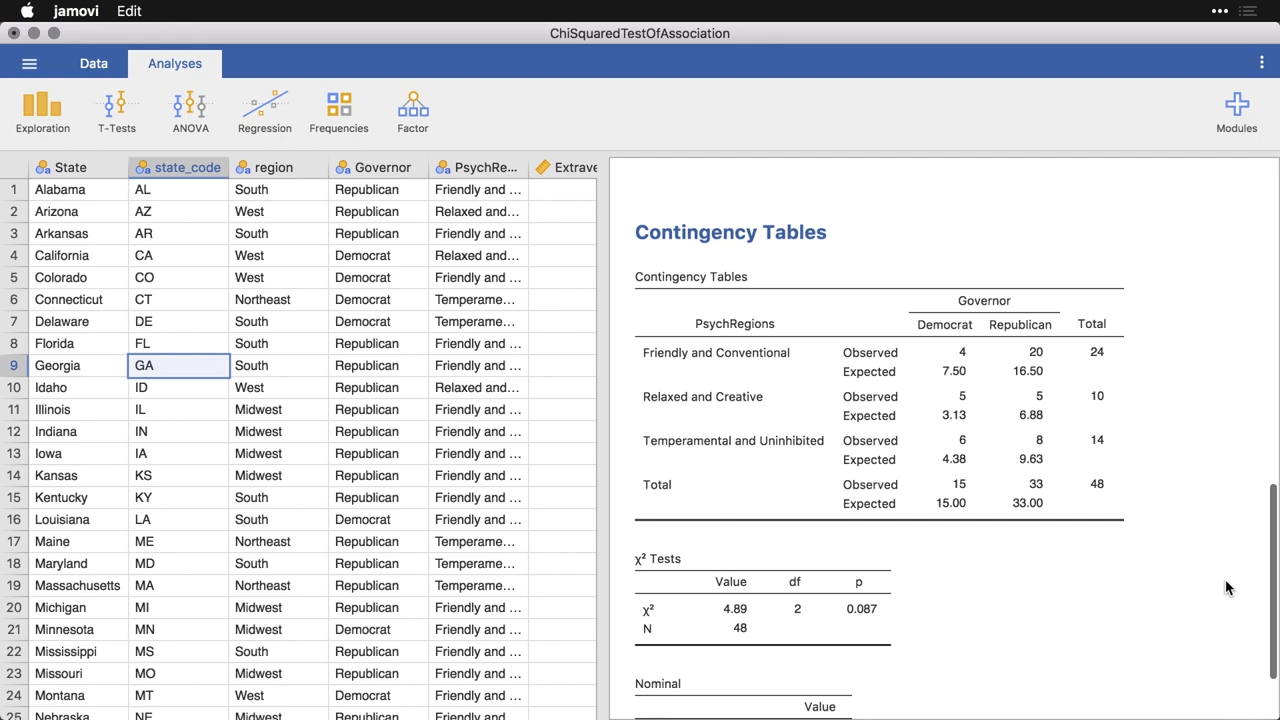 jamovi Edit
ChiSquaredTestOfAssociation
Data Analyses
Exploration T-Tests ANOVA Regression Frequencies Factor Modules
State state_code region Governor PsychRe... Extrave
1 Alabama AL South Republican Friendly and ...
2 Arizona AZ West Republican Relaxed and...
3 Arkansas AR South Republican Friendly and ...
4 California CA West Democrat Relaxed and...
5 Colorado CO West Democrat Friendly and ...
6 Connecticut CT Northeast Democrat Temperame...
7 Delaware DE South Democrat Temperame...
8 Florida FL South Republican Friendly and ...
9 Georgia GA South Republican Friendly and ...
10 Idaho ID West Republican Relaxed and...
11 Illinois IL Midwest Republican Friendly and ...
12 Indiana IN Midwest Republican Friendly and ...
13 Iowa IA Midwest Republican Friendly and ...
14 Kansas KS Midwest Republican Friendly and ...
15 Kentucky KY South Republican Friendly and ...
16 Louisiana LA South Democrat Friendly and ...
17 Maine ME Northeast Republican Temperame...
18 Maryland MD South Republican Temperame...
19 Massachusetts MA Northeast Republican Temperame...
20 Michigan MI Midwest Republican Friendly and ...
21 Minnesota MN Midwest Democrat Friendly and ...
22 Mississippi MS South Republican Friendly and ...
23 Missouri MO Midwest Republican Friendly and ...
24 Montana MT West Democrat Friendly and ...
25 Nebraska NE Midwest Republican Friendly and
Contingency Tables
Contingency Tables
Governor
PsychRegions Democrat Republican Total
Friendly and Conventional Observed 4 20 24
Expected 7.50 16.50
Relaxed and Creative Observed 5 5 10
Expected 3.13 6.88
Temperamental and Uninhibited Observed 6 8 14
Expected 4.38 9.63
Total Observed 15 33 48
Expected 15.00 33.00
χ² Tests
Value df p
χ² 4.89 2 0.087
N 48
Nominal
Value